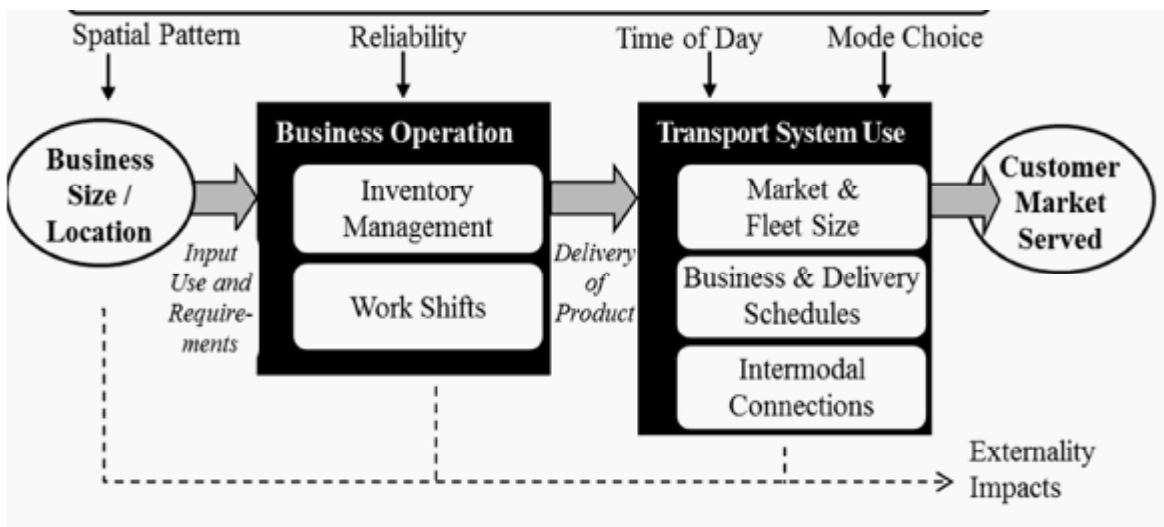 Spatial Pattern
Reliability
Time of Day
Mode Choice
Business
Size /
Location
Input
Use and
Require-
ments
Business Operation
Inventory
Management
Work Shifts
Delivery
of
Product
Transport System Use
Market &
Fleet Size
Business & Delivery
Schedules
Intermodal
Connections
Customer
Market
Served
Externality
Impacts